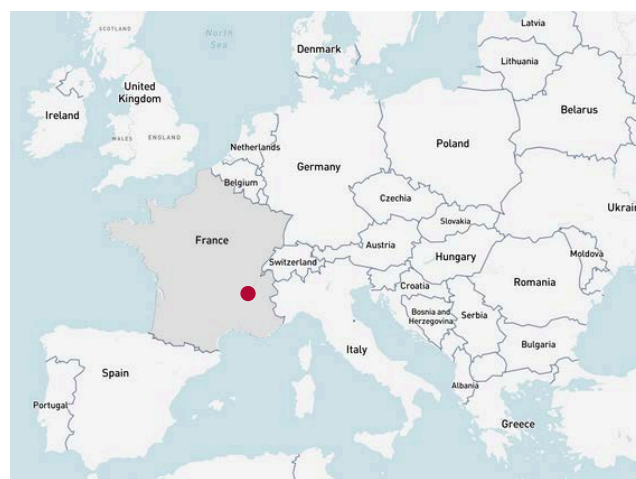 SCOTLAND
North
Sea
Denmark
Latvia
Lithuania
United
Kingdom
Ireland
WALES
ENGLAND
Netherlands
Belarus
Poland
Germany
Belgium
Czechia
Ukrain
Slovakia
France
Austria
Switzerland
Hungary
Moldova
Romania
Croatia
Bosnia and
Herzegovina
Serbia
Italy
Bulgaria
Spain
Albania
Portugal
Greece